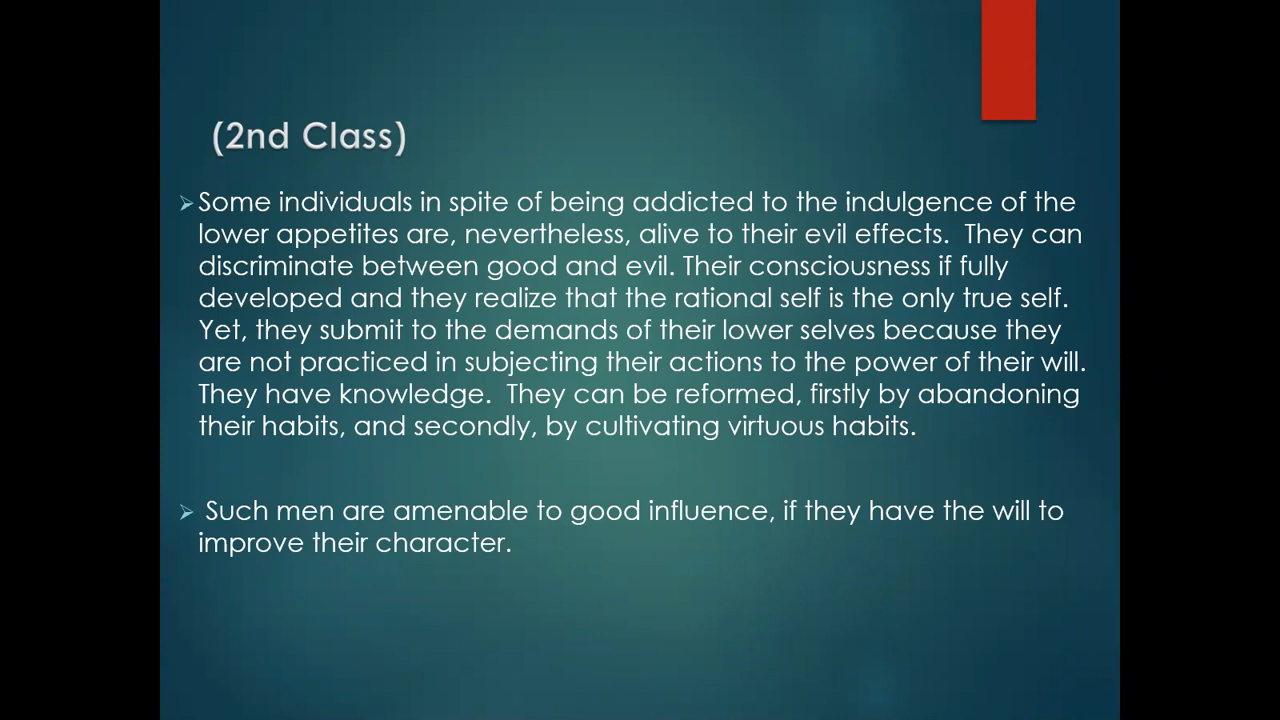 (2nd Class)
Some individuals in spite of being addicted to the indulgence of the
lower appetites are, nevertheless, alive to their evil effects.  They can
discriminate between good and evil. Their consciousness if fully
developed and they realize that the rational self is the only true self.
Yet, they submit to the demands of their lower selves because they
are not practiced in subjecting their actions to the power of their will.
They have knowledge.  They can be reformed, firstly by abandoning
their habits, and secondly, by cultivating virtuous habits.
Such men are amenable to good influence, if they have the will to
improve their character.